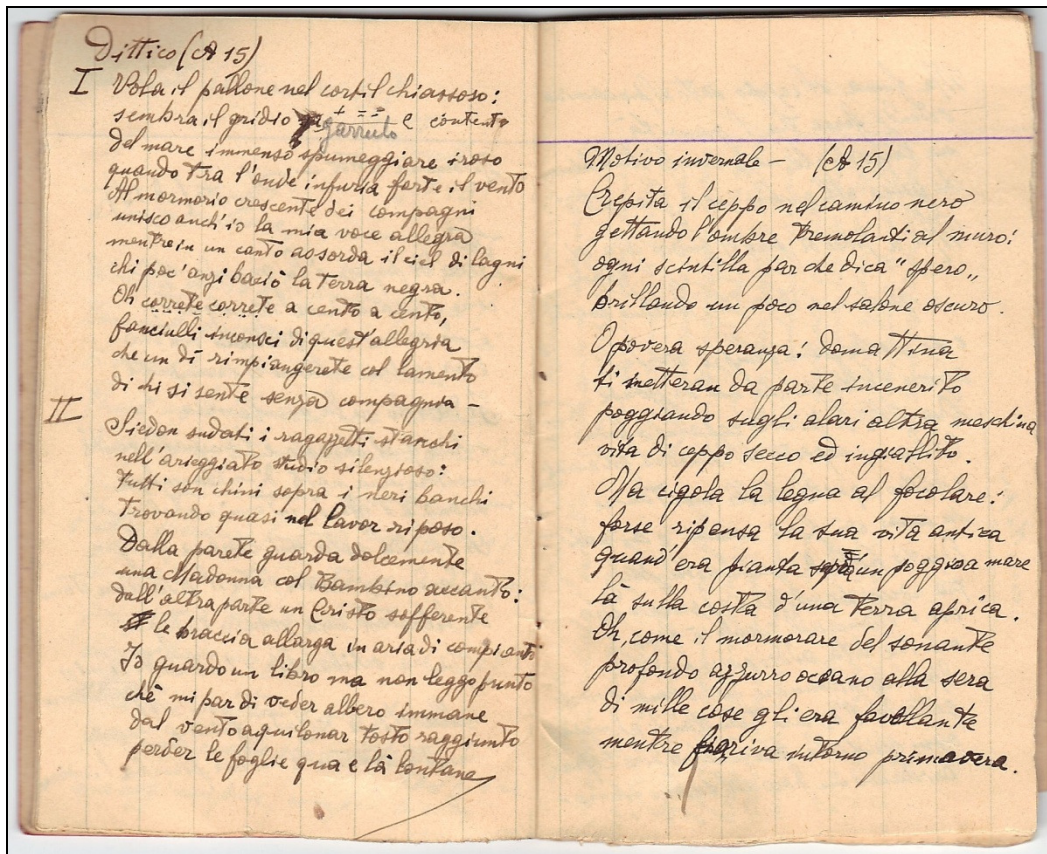 Dittico (A 15)
I Vola il pallone nel cortil chiassoso:
sembra il gridio garrulo e contento
del mare immenso spumeggiare iroso
quando tra l'onde infuria forte il vento
Al mormorio crescente dei compagni
unisco anch'io la mia voce allegra
mentre in un canto assorda il ciel di lagni
chi poc'anzi baciò la terra negra.
Oh correte correte a cento a cento,
fanciulli inconsci di quest'allegria
che un dì rimpiangerete col lamento
di chi si sente senza compagnia –
II Siedon sudati i ragazzetti stanchi
nell'arieggiato studio silenzioso:
tutti son chini sopra i neri banchi
trovando quasi nel lavor riposo.
Dalla parete guarda dolcemente
una Madonna col Bambino accanto:
dall'altra parte un Cristo sofferente
le braccia allarga in aria di compianto
Io guardo un libro ma non leggo punto
chè mi par di veder albero immane
dal vento aquilonar tosto raggiunto
perder le foglie qua e là lontane
Motivo invernale – (A 15)
Crepita il ceppo nel camino nero
gettando l'ombre tremolanti al muro:
ogni scintilla par che dica "spero„
brillando un poco nel salone oscuro.
O povera speranza! domattina
ti metteran da parte incenerito
poggiando sugli alari altra meschina
vita di ceppo secco ed ingiallito.
Ma cigola la legna al focolare:
forse ripensa la sua vita antica
quand'era pianta un poggio a mare
là sulla costa d'una terra aprica.
Oh, come il mormorare del sonante
profondo azzurro oceano alla sera
di mille cose gli era favellante
mentre fioriva intorno primavera.